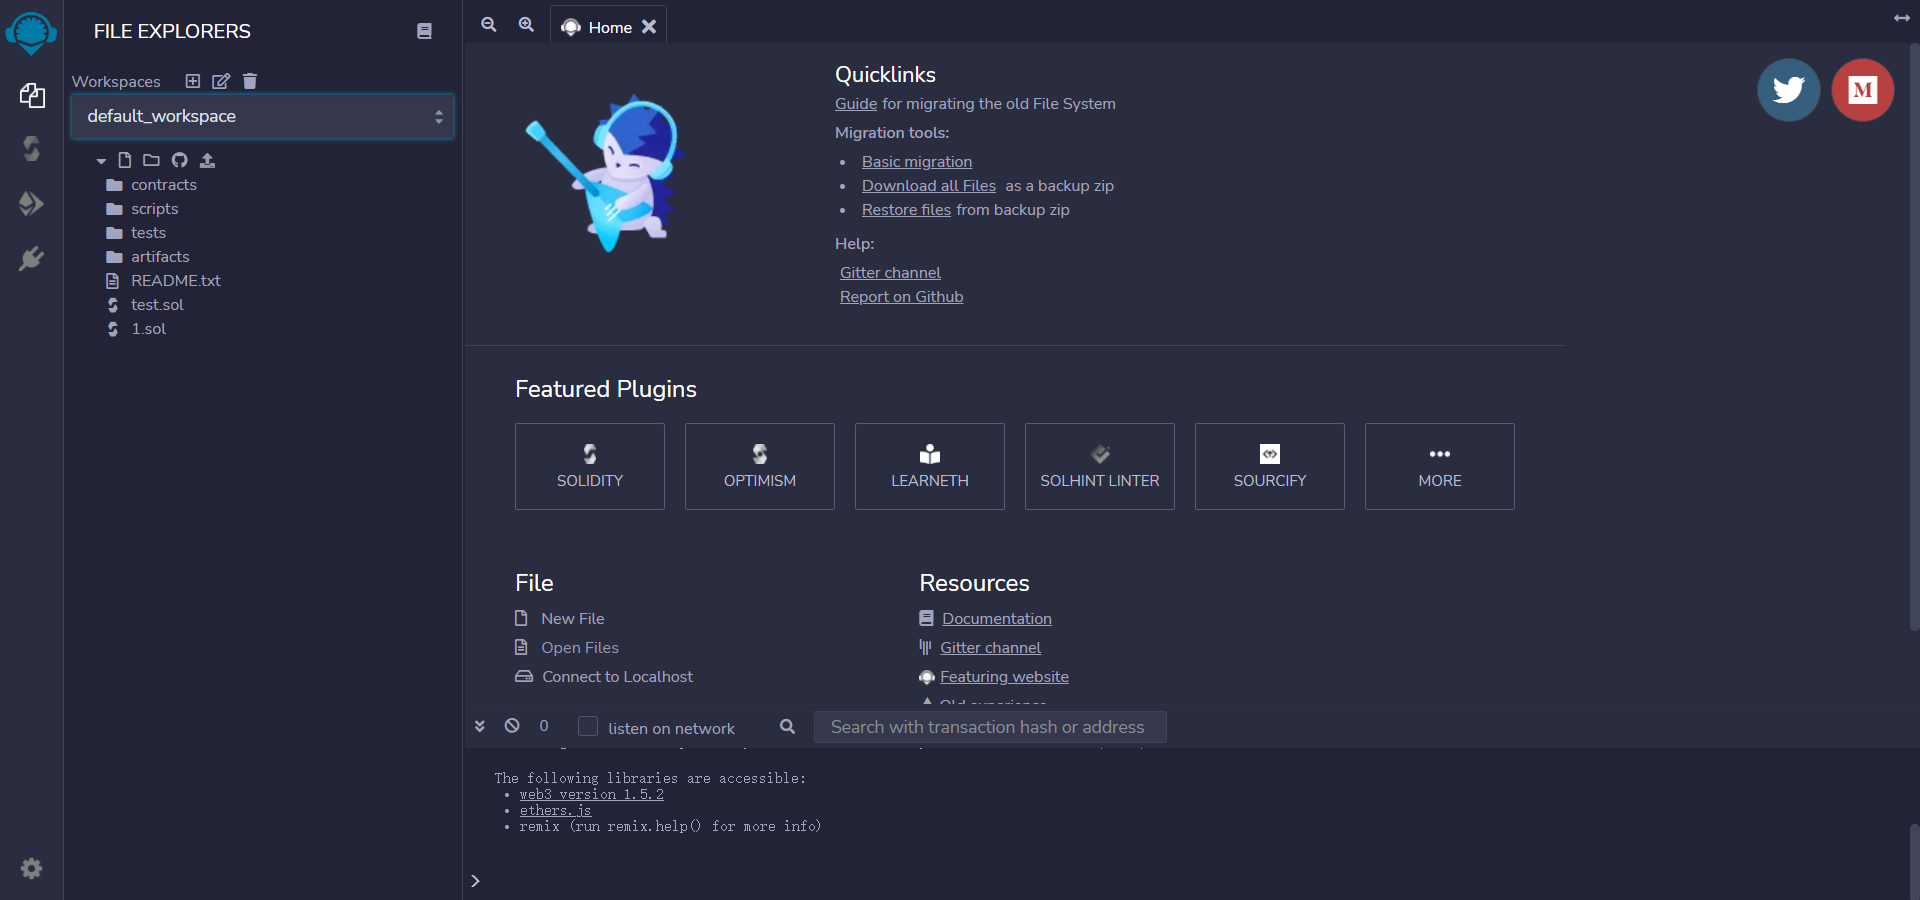 FILE EXPLORERS
Workspaces
default_workspace
contracts
scripts
tests
artifacts
README.txt
test.sol
1.sol
Home
Quicklinks
Guide for migrating the old File System
Migration tools:
Basic migration
Download all Files as a backup zip
Restore files from backup zip
Help:
Gitter channel
Report on Github
M
Featured Plugins
SOLIDITY
OPTIMISM
LEARNETH
SOLHINT LINTER
SOURCIFY
MORE
File
New File
Open Files
Connect to Localhost
Resources
Documentation
Gitter channel
Featuring website
Old experience
0
listen on network
Search with transaction hash or address
The following libraries are accessible:
• web3 version 1.5.2
• ethers.js
• remix (run remix.help() for more info)
>